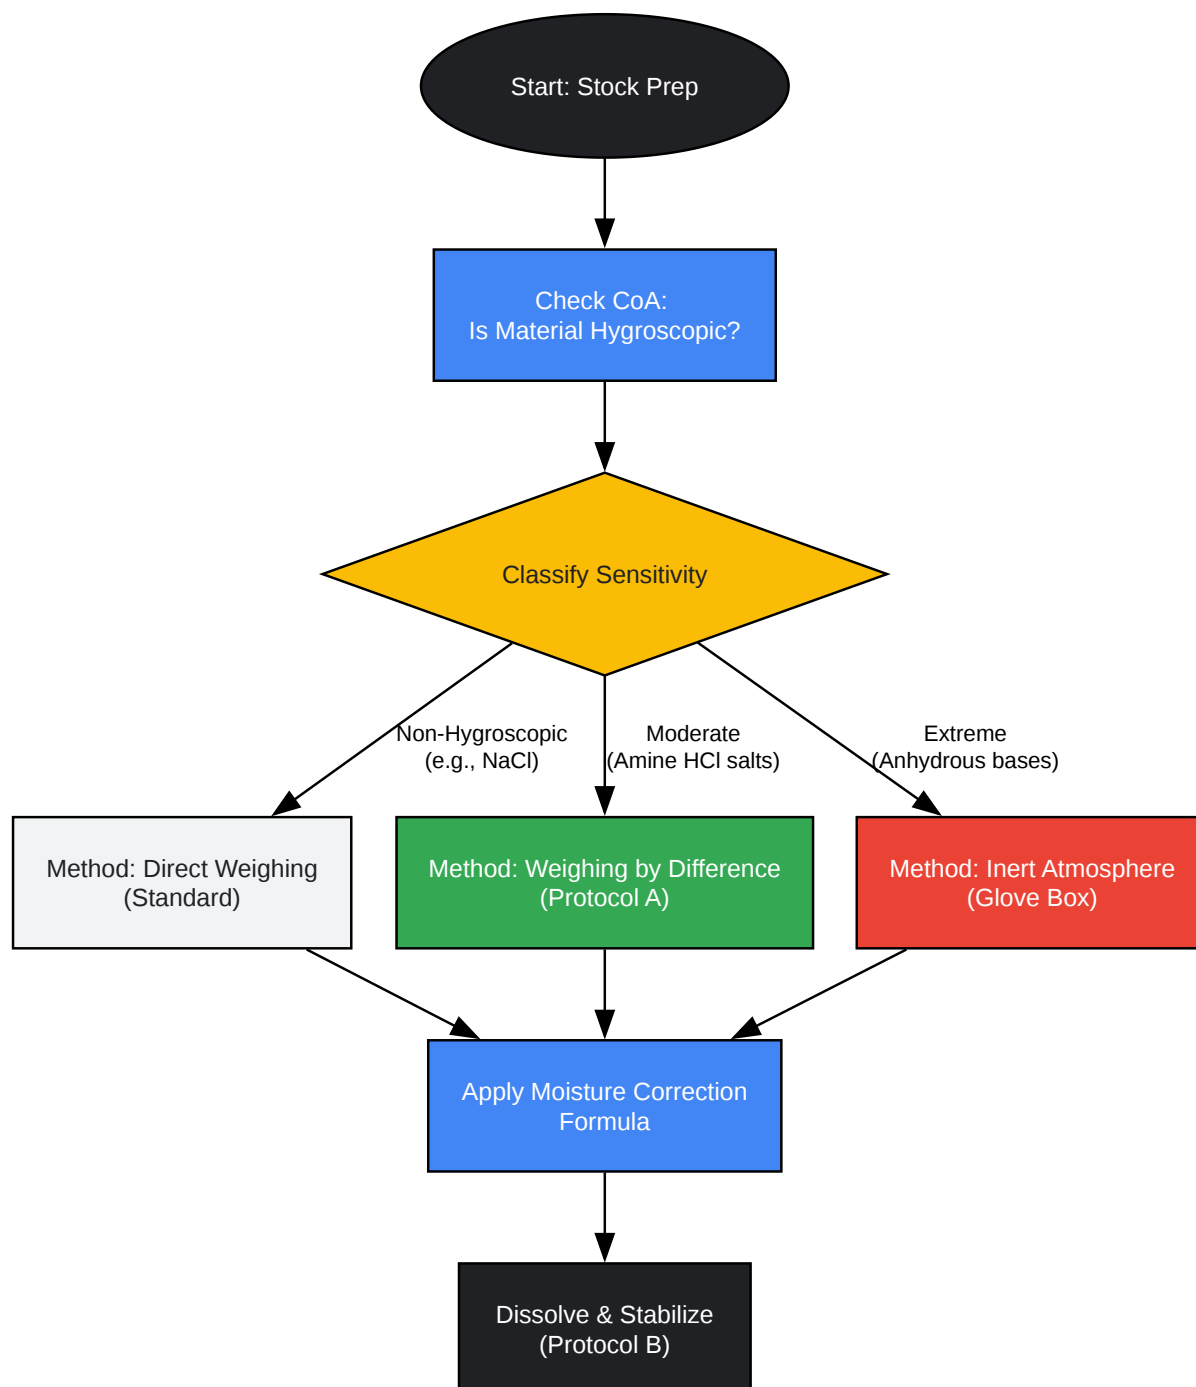 Start: Stock Prep
Check CoA:
Is Material Hygroscopic?
Classify Sensitivity
Non-Hygroscopic
(e.g., NaCl)
Moderate
(Amine HCl salts)
Extreme
(Anhydrous bases)
Method: Direct Weighing
(Standard)
Method: Weighing by Difference
(Protocol A)
Method: Inert Atmosphere
(Glove Box)
Apply Moisture Correction
Formula
Dissolve & Stabilize
(Protocol B)